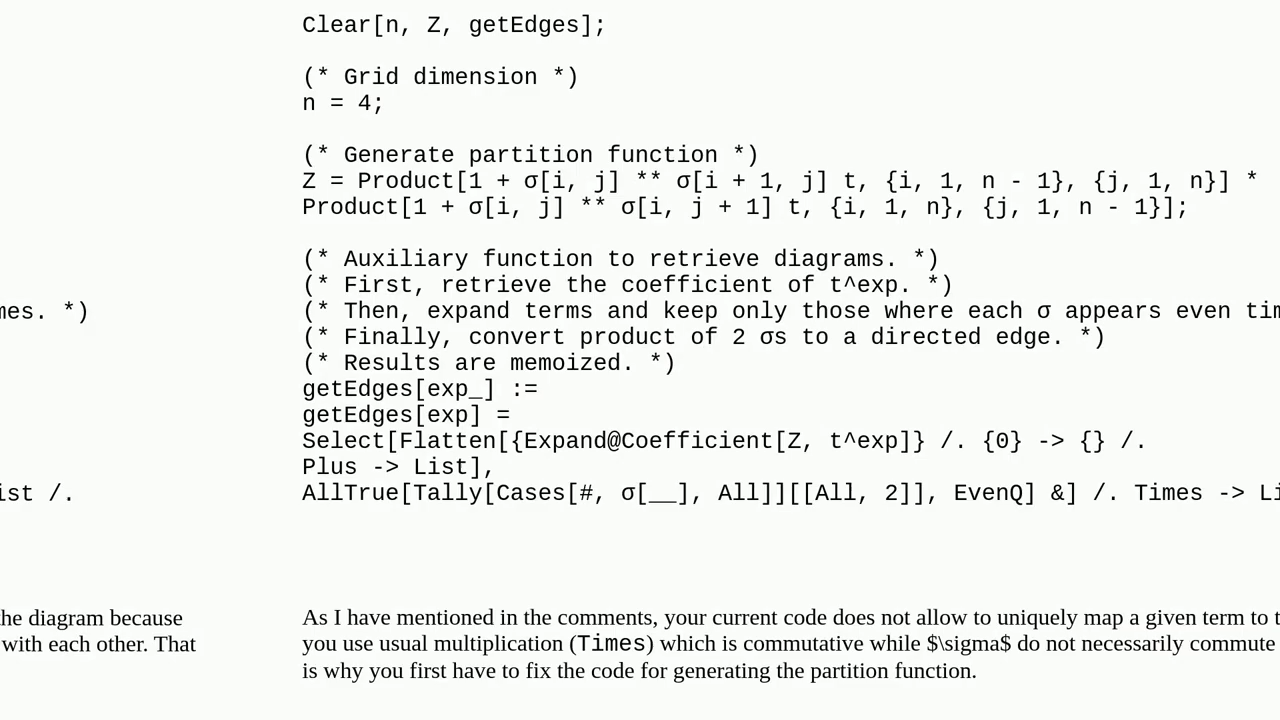 Clear[n, Z, getEdges];
(* Grid dimension *)
n = 4;
(* Generate partition function *)
Z = Product[1 + σ[i, j] ** σ[i + 1, j] t, {i, 1, n - 1}, {j, 1, n}] *
Product[1 + σ[i, j] ** σ[i, j + 1] t, {i, 1, n}, {j, 1, n - 1}];
(* Auxiliary function to retrieve diagrams. *)
(* First, retrieve the coefficient of t^exp. *)
(* Then, expand terms and keep only those where each σ appears even tim
mes. *)
(* Finally, convert product of 2 σs to a directed edge. *)
(* Results are memoized. *)
getEdges[exp_] :=
getEdges[exp] =
Select[Flatten[{Expand@Coefficient[Z, t^exp]} /. {0} -> {} /.
Plus -> List],
AllTrue[Tally[Cases[#, σ[__], All]][[All, 2]], EvenQ] &] /. Times -> Li
ist /.
As I have mentioned in the comments, your current code does not allow to uniquely map a given term to t
he diagram because
you use usual multiplication (Times) which is commutative while $\sigma$ do not necessarily commute
with each other. That
is why you first have to fix the code for generating the partition function.